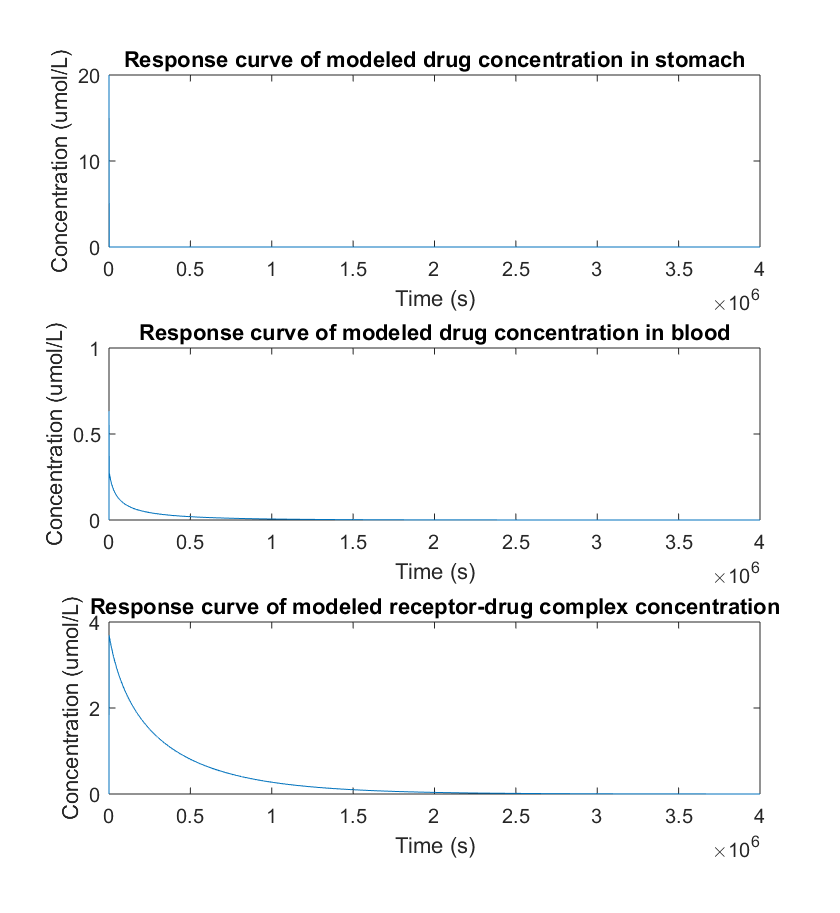 Response curve of modeled drug concentration in stomach
Concentration (umol/L)
20
10
0
0 0.5 1 1.5 2 2.5 3 3.5 4
Time (s)
×10^6
Response curve of modeled drug concentration in blood
Concentration (umol/L)
1
0.5
0
0 0.5 1 1.5 2 2.5 3 3.5 4
Time (s)
×10^6
Response curve of modeled receptor-drug complex concentration
Concentration (umol/L)
4
2
0
0 0.5 1 1.5 2 2.5 3 3.5 4
Time (s)
×10^6